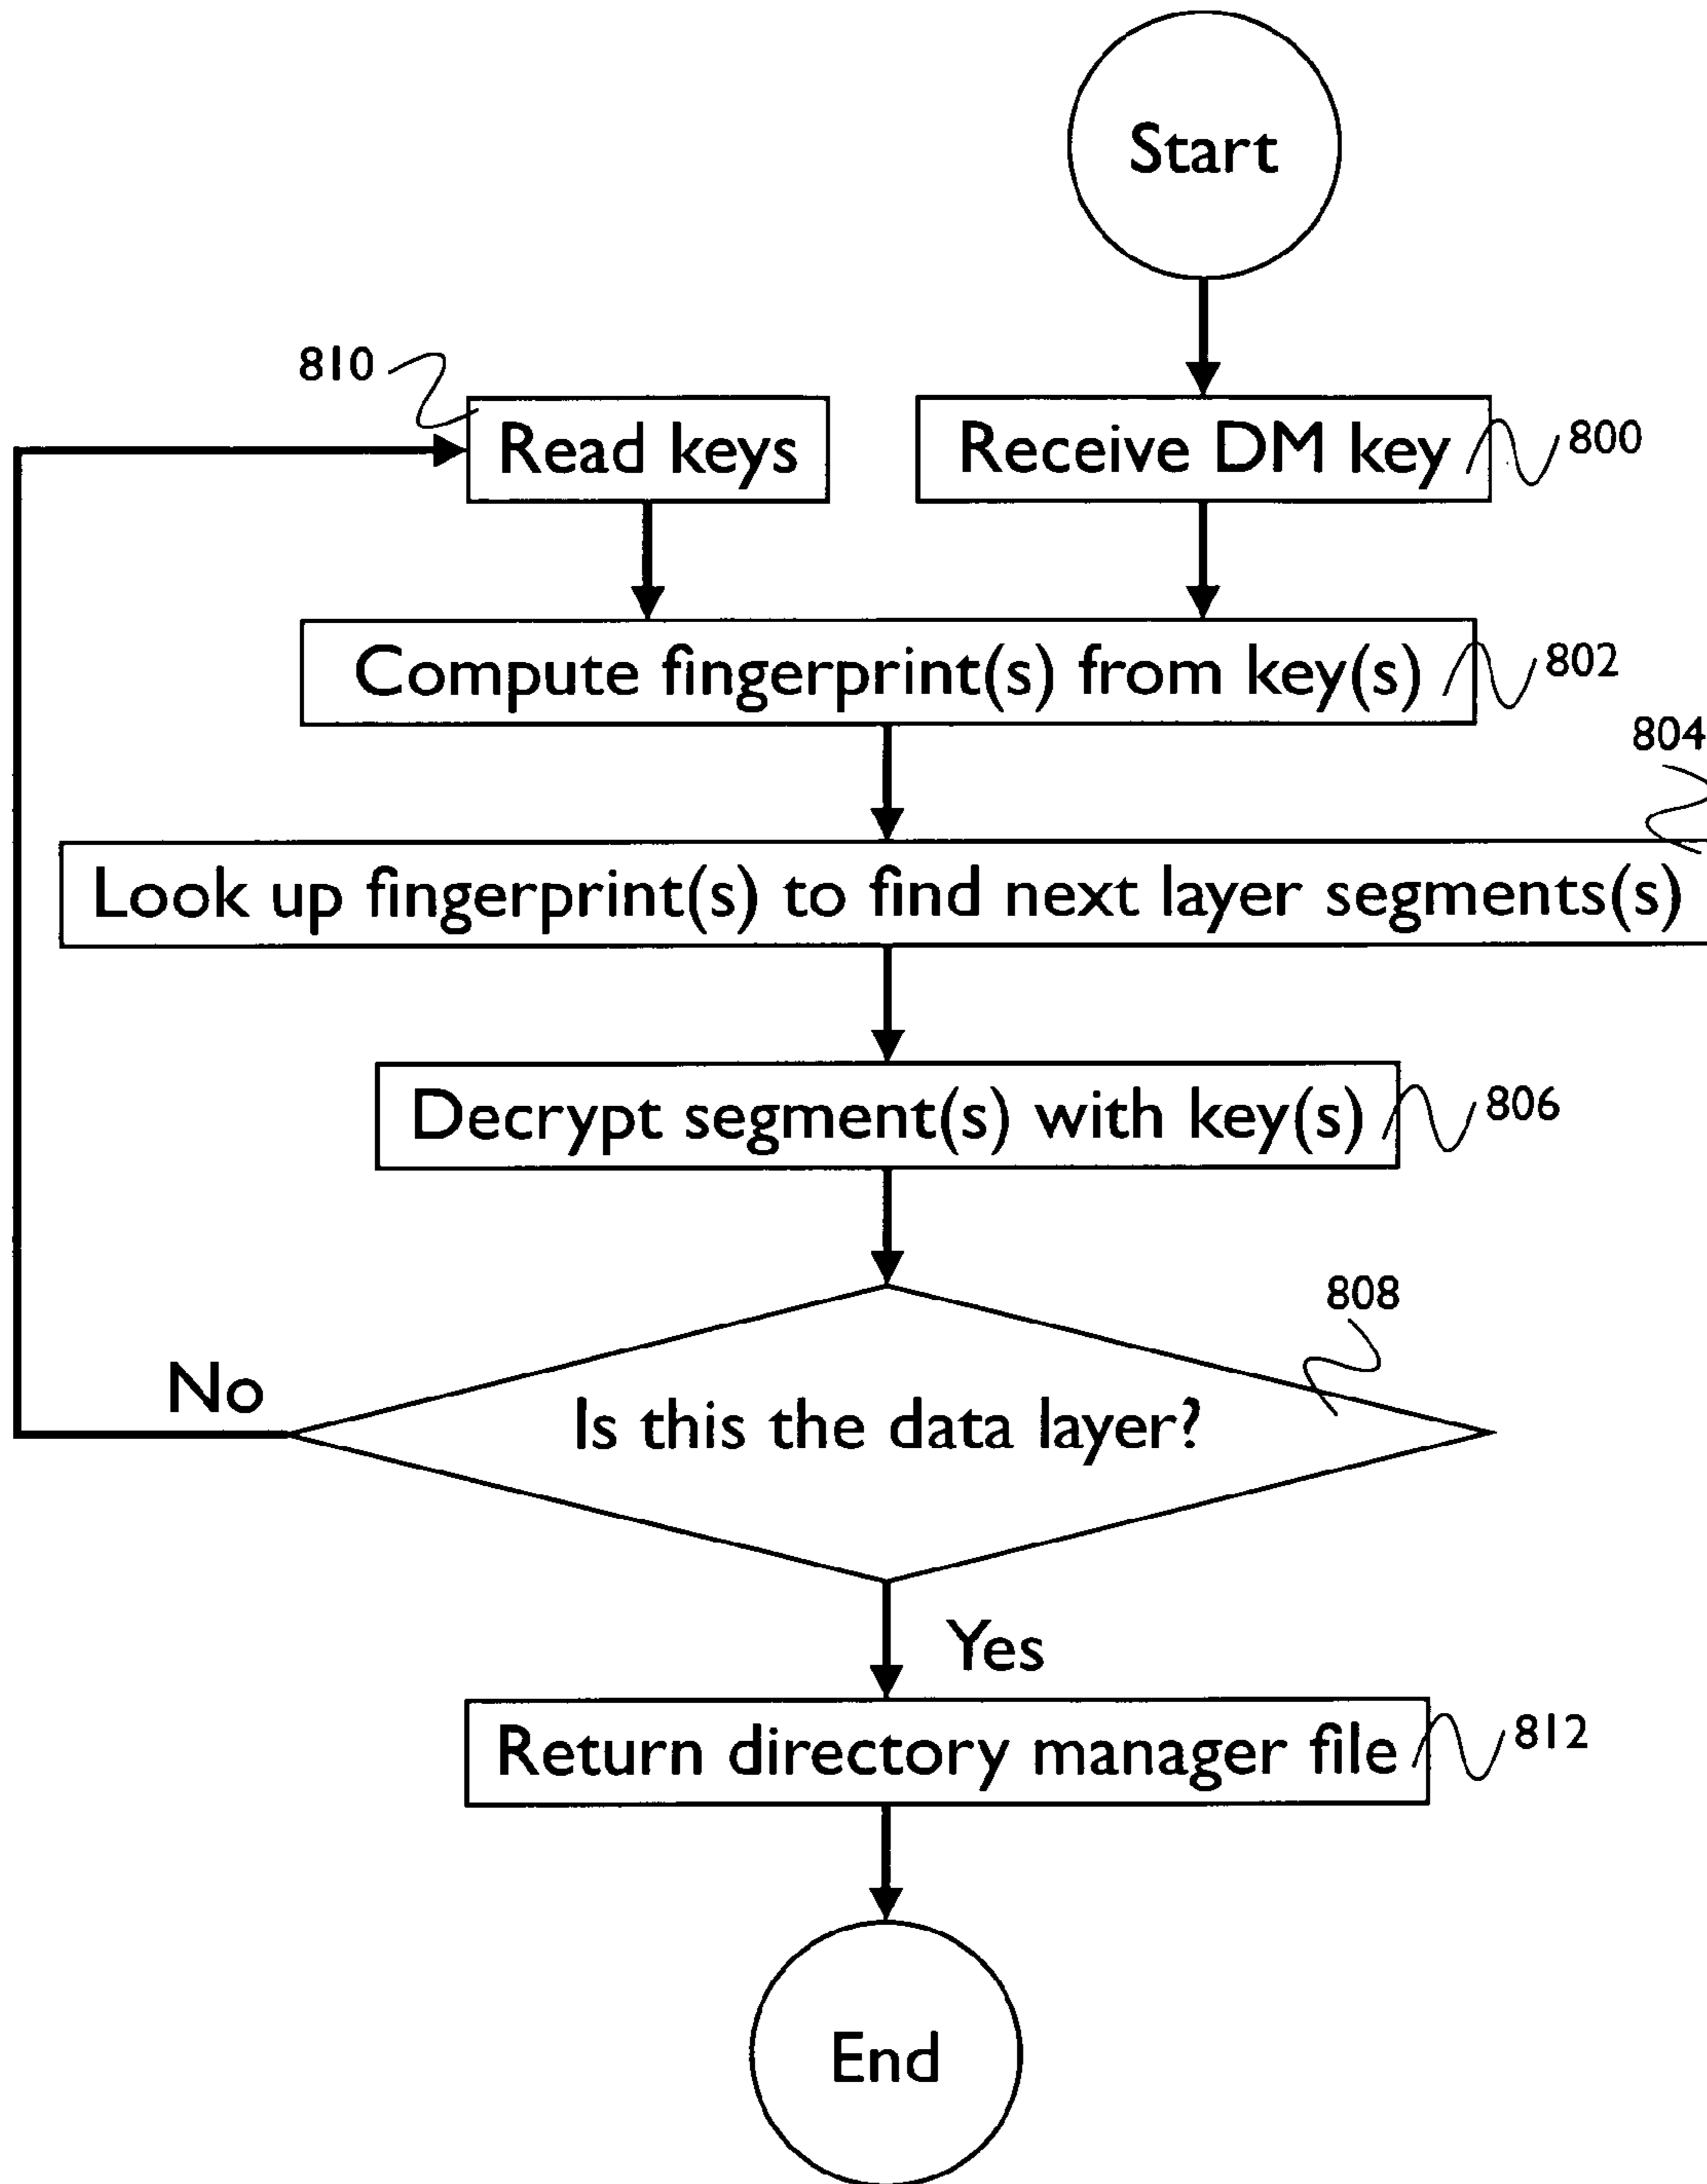 Start
810
Read keys
Receive DM key
800
Compute fingerprint(s) from key(s)
802
804
Look up fingerprint(s) to find next layer segments(s)
Decrypt segment(s) with key(s)
806
808
No
Is this the data layer?
Yes
Return directory manager file
812
End